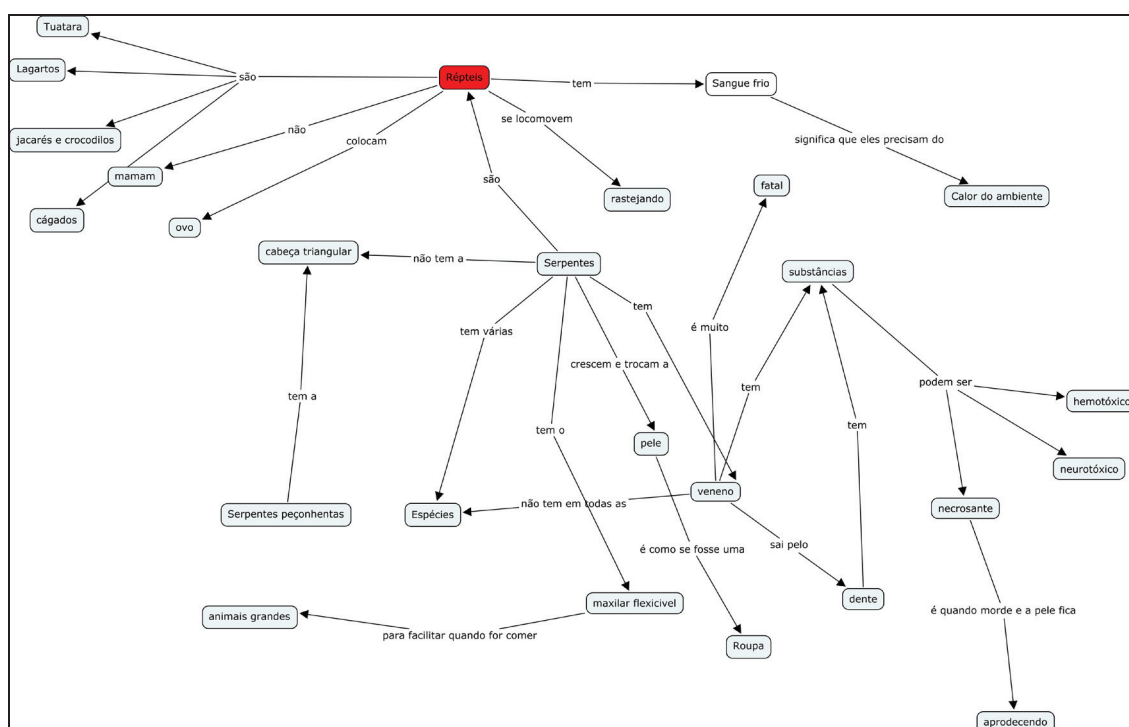 Tuatara
Lagartos
são
Répteis
tem
Sangue frio
se locomovem
jacarés e crocodilos
não
colocam
significa que eles precisam do
mamam
são
fatal
rastejando
Calor do ambiente
cágados
ovo
cabeça triangular
não tem a
Serpentes
substâncias
tem
tem várias
é muito
crescem e trocam a
podem ser
tem
tem a
hemotóxico
tem o
tem
pele
neurotóxico
veneno
não tem em todas as
Serpentes peçonhentas
Espécies
necrosante
sai pelo
é como se fosse uma
dente
maxilar flexicivel
animais grandes
é quando morde e a pele fica
para facilitar quando for comer
Roupa
aprodecendo